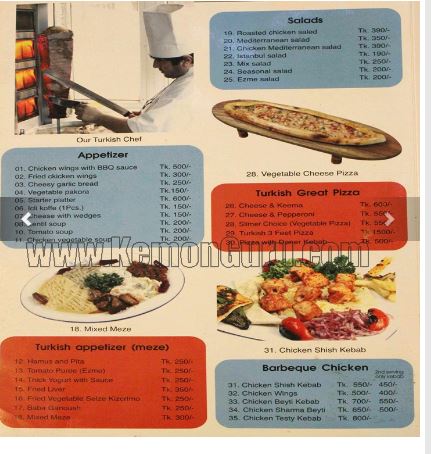 Our Turkish Chef
Appetizer
01. Chicken wings with BBQ sauce Tk. 500/-
02. Fried chicken wings Tk. 300/-
03. Cheesy garlic bread Tk. 250/-
04. Vegetable pakora Tk.150/-
05. Starter platter Tk. 600/-
06. Icli kofte (1Pcs.) Tk. 150/-
Cheese with wedges Tk. 150/-
08. Lentil soup Tk. 200/-
09. Tomato soup Tk. 200/-
11. Chicken vegetable soup Tk. 200/-
18. Mixed Meze
Turkish appetizer (meze)
12. Hamus and Pita Tk. 250/-
13. Tomato Puree (Ezme) Tk. 250/-
14. Thick Yogurt with Sauce Tk. 250/-
15. Fried Liver Tk. 350/-
16. Fried Vegetable Seize Kizertmo Tk. 250/-
17. Baba Ganoush Tk. 250/-
18. Mixed Meze Tk. 300/-
Salads
19. Roasted chicken salad Tk. 390/-
20. Mediterranean salad Tk. 350/-
21. Chicken Mediterranean salad Tk. 300/-
22. Istanbul salad Tk. 190/-
23. Mix salad Tk. 250/-
24. Seasonal salad Tk. 200/-
25. Ezme salad Tk. 200/-
28. Vegetable Cheese Pizza
Turkish Great Pizza
26. Cheese & Keema Tk. 600/-
27. Cheese & Pepperoni Tk. 550/-
28. Slimer Choice (Vegetable Pizza) Tk. 550/-
29. Turkish 3 Feet Pizza Tk. 1500/-
30. Pizza with Doner Kebab Tk. 500/-
31. Chicken Shish Kebab
Barbeque Chicken 2nd serving only kebab
31. Chicken Shish Kebab Tk. 550/- 450/-
32. Chicken Wings Tk. 500/- 400/-
33. Chicken Beyti Kebab Tk. 700/- 550/-
34. Chicken Sharma Beyti Tk. 650/- 500/-
35. Chicken Testy Kebab Tk. 600/-